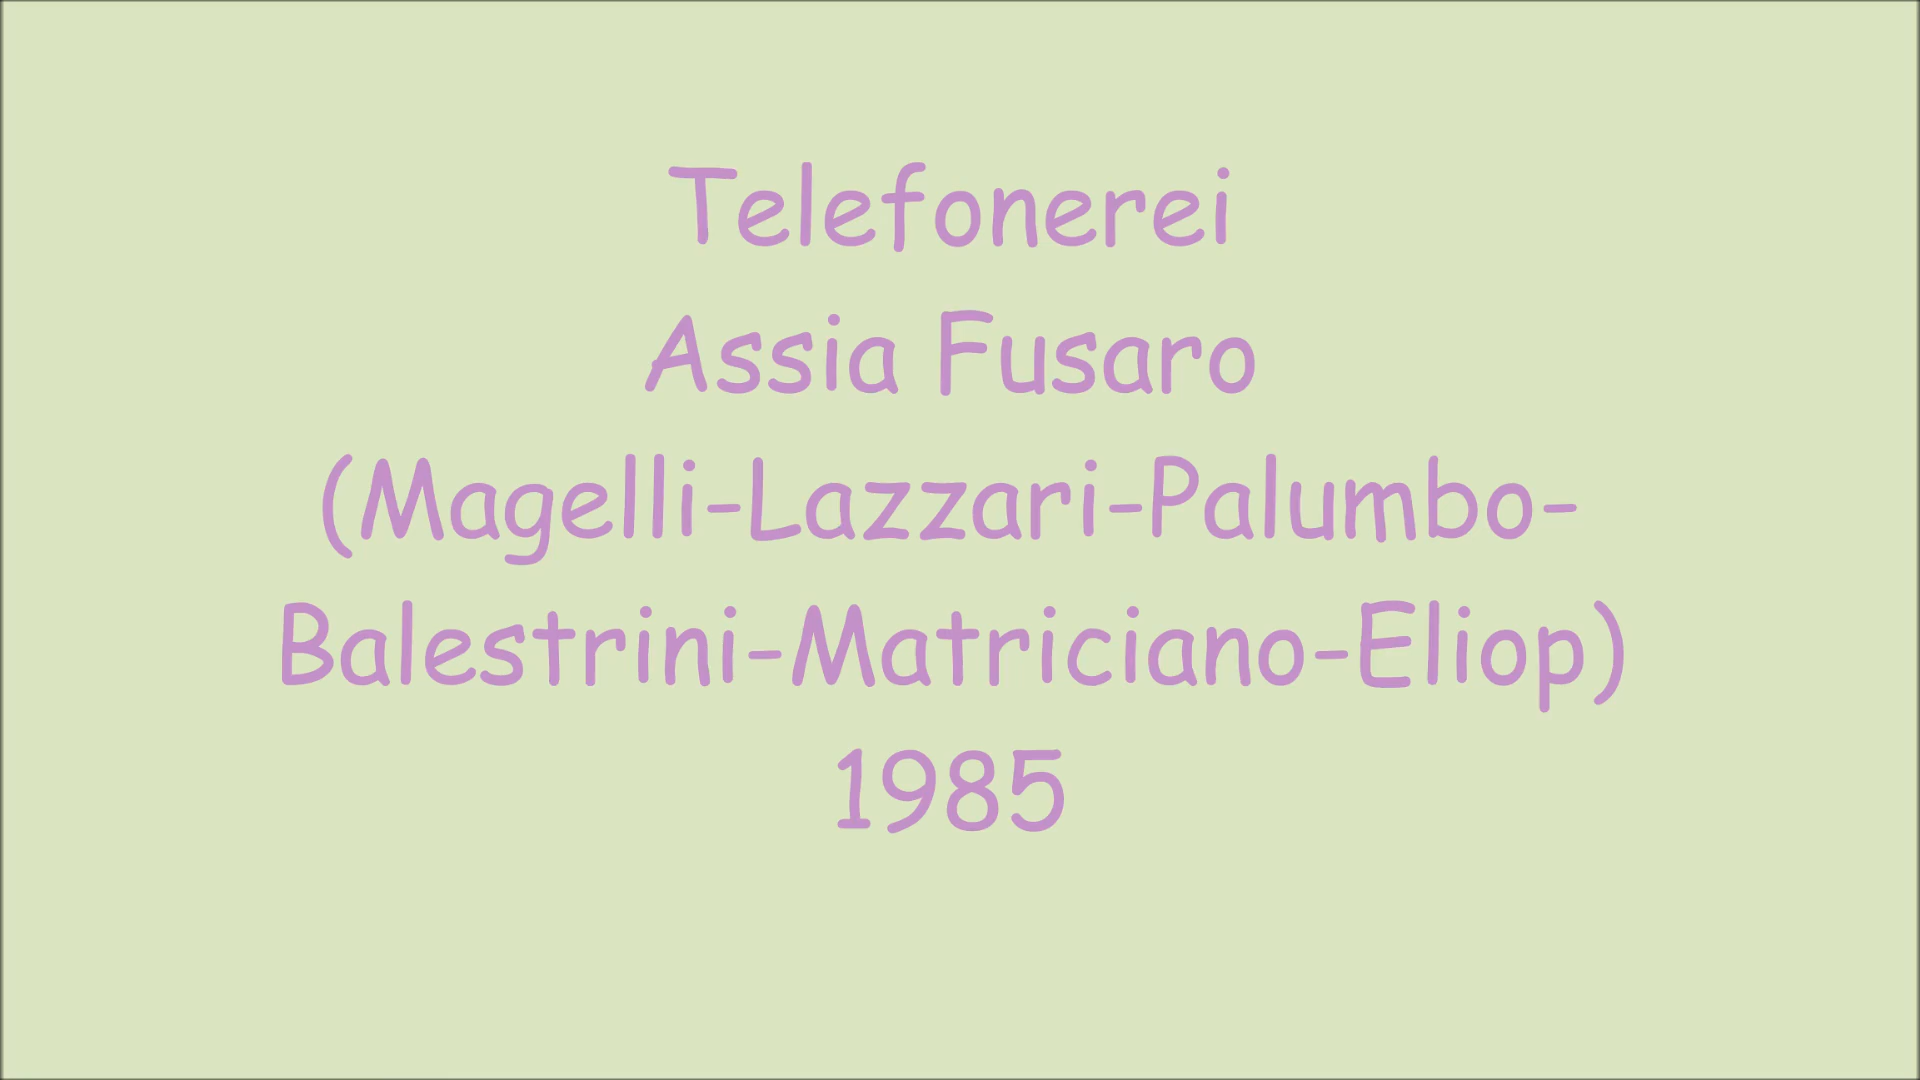 Telefonerei
Assia Fusaro
(Magelli-Lazzari-Palumbo-
Balestrini-Matriciano-Eliop)
1985